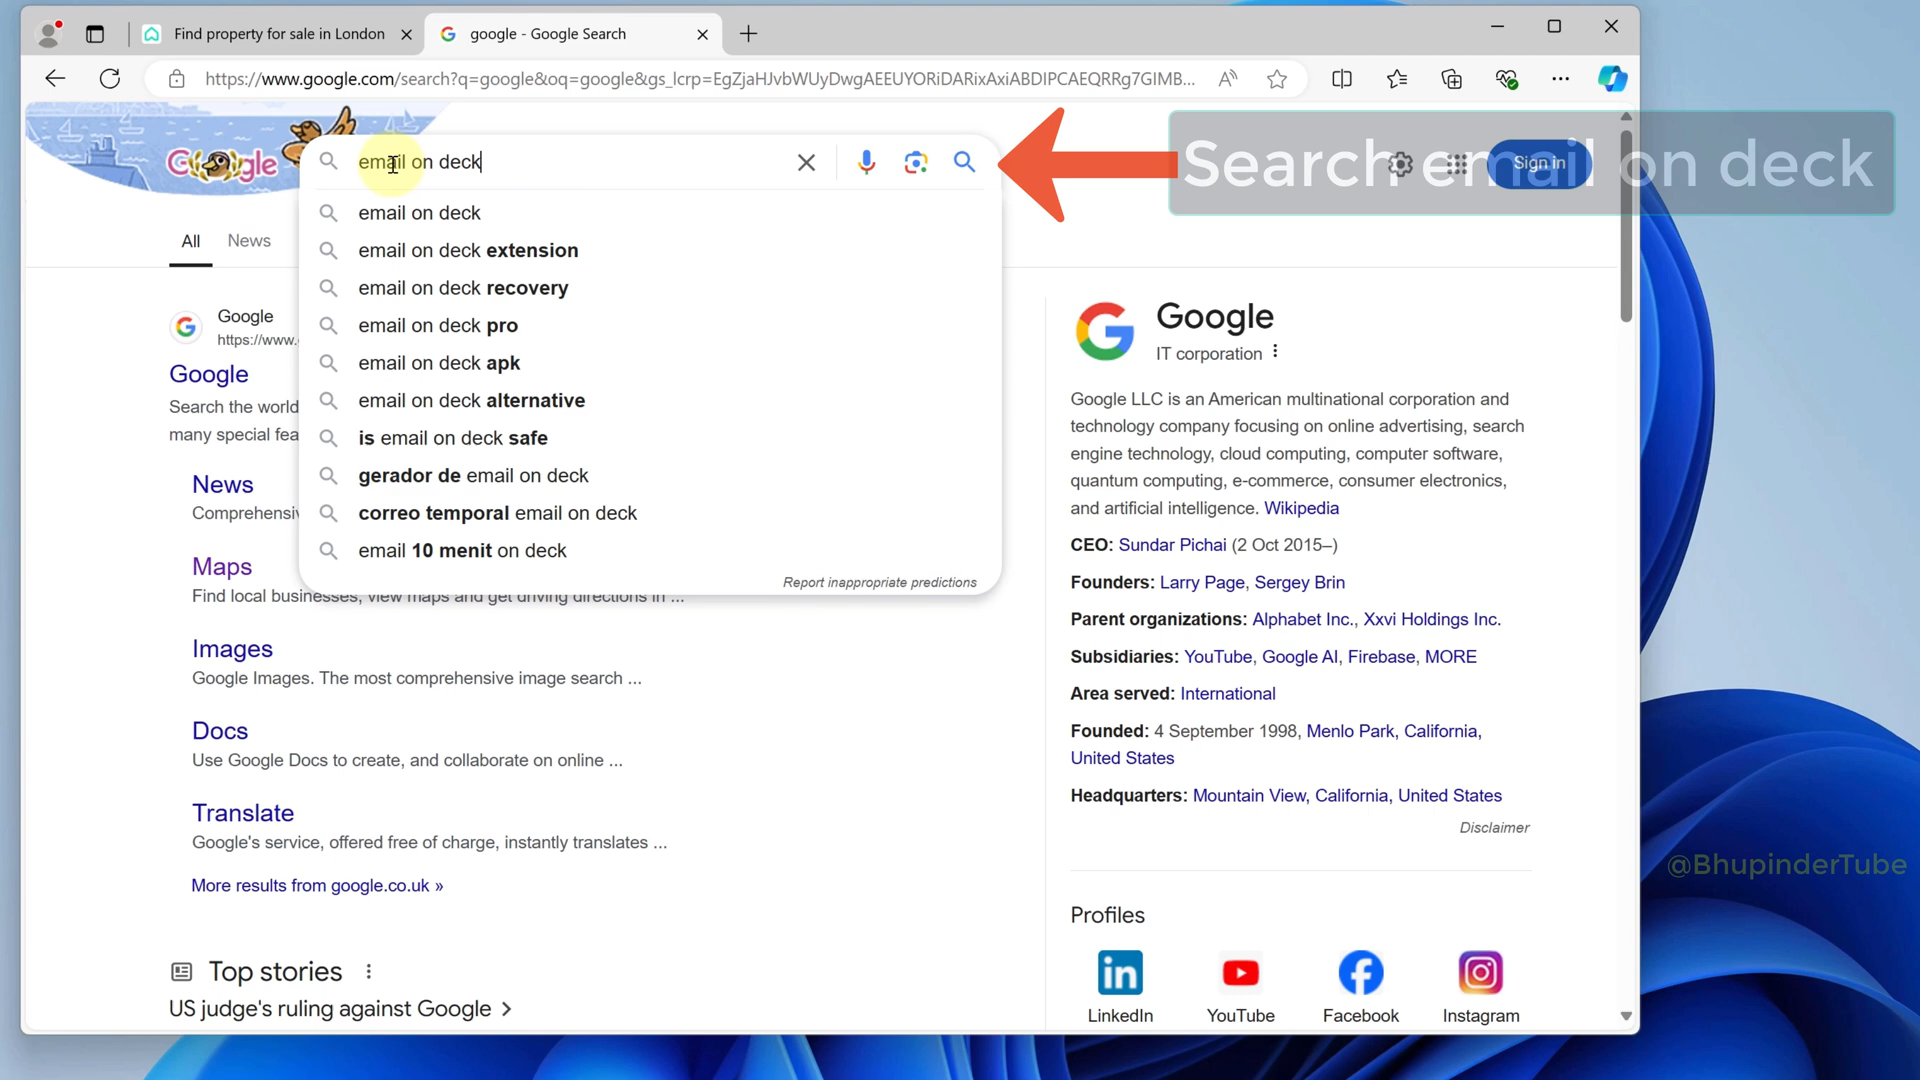 Find property for sale in London
google - Google Search
https://www.google.com/search?q=google&oq=google&gs_lcrp=EgZjaHJvbWUyDwgAEEUYORiDARixAxiABDIPCAEQRRg7GIMB...
Google
email on deck
Search email on deck
Sign in
email on deck
email on deck extension
email on deck recovery
email on deck pro
email on deck apk
email on deck alternative
is email on deck safe
gerador de email on deck
correo temporal email on deck
email 10 menit on deck
Report inappropriate predictions
All
News
Google
https://www.
Google
Search the world
many special fea
News
Comprehensiv
Maps
Find local businesses, view maps and get driving directions in ...
Images
Google Images. The most comprehensive image search ...
Docs
Use Google Docs to create, and collaborate on online ...
Translate
Google's service, offered free of charge, instantly translates ...
More results from google.co.uk »
Top stories
US judge's ruling against Google
Google
IT corporation
Google LLC is an American multinational corporation and
technology company focusing on online advertising, search
engine technology, cloud computing, computer software,
quantum computing, e-commerce, consumer electronics,
and artificial intelligence. Wikipedia
CEO: Sundar Pichai (2 Oct 2015–)
Founders: Larry Page, Sergey Brin
Parent organizations: Alphabet Inc., Xxvi Holdings Inc.
Subsidiaries: YouTube, Google AI, Firebase, MORE
Area served: International
Founded: 4 September 1998, Menlo Park, California,
United States
Headquarters: Mountain View, California, United States
Disclaimer
Profiles
LinkedIn
YouTube
Facebook
Instagram
@BhupinderTube